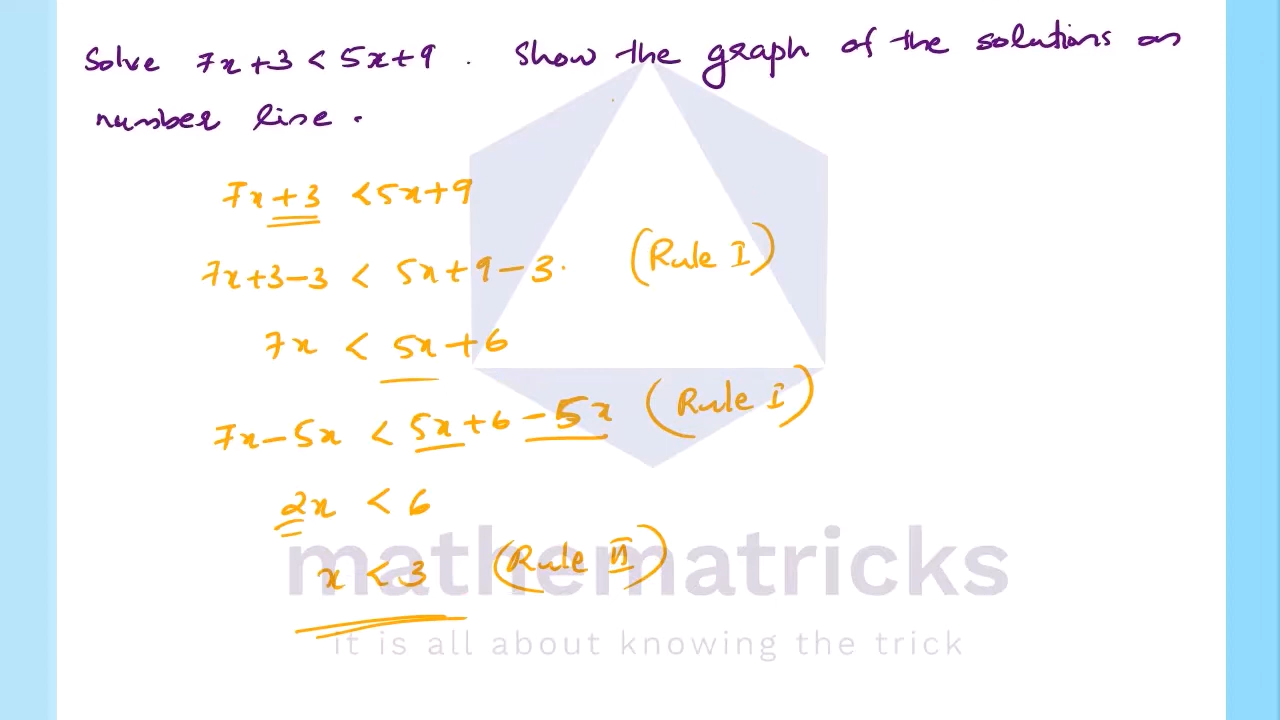 Solve 7x+3 < 5x+9 . Show the graph of the solutions on
number line .
7x+3 < 5x+9
7x+3-3 < 5x+9-3. (Rule I)
7x < 5x+6
7x-5x < 5x+6-5x (Rule I)
2x < 6
x < 3 (Rule II)
mathematricks
it is all about knowing the trick